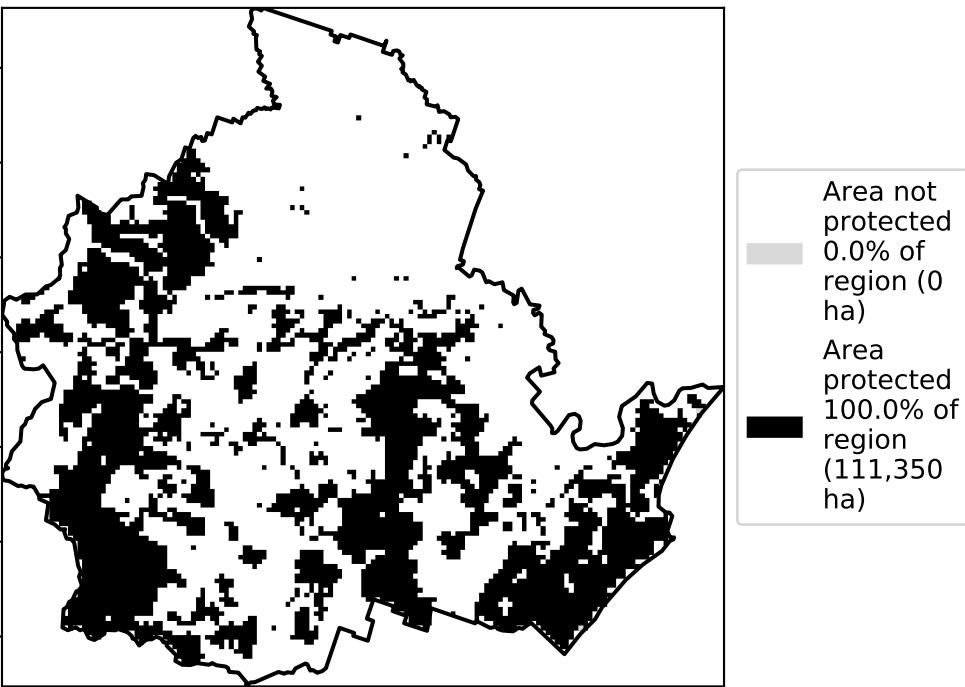 Area not
protected
0.0% of
region (0
ha)
Area
protected
100.0% of
region
(111,350
ha)